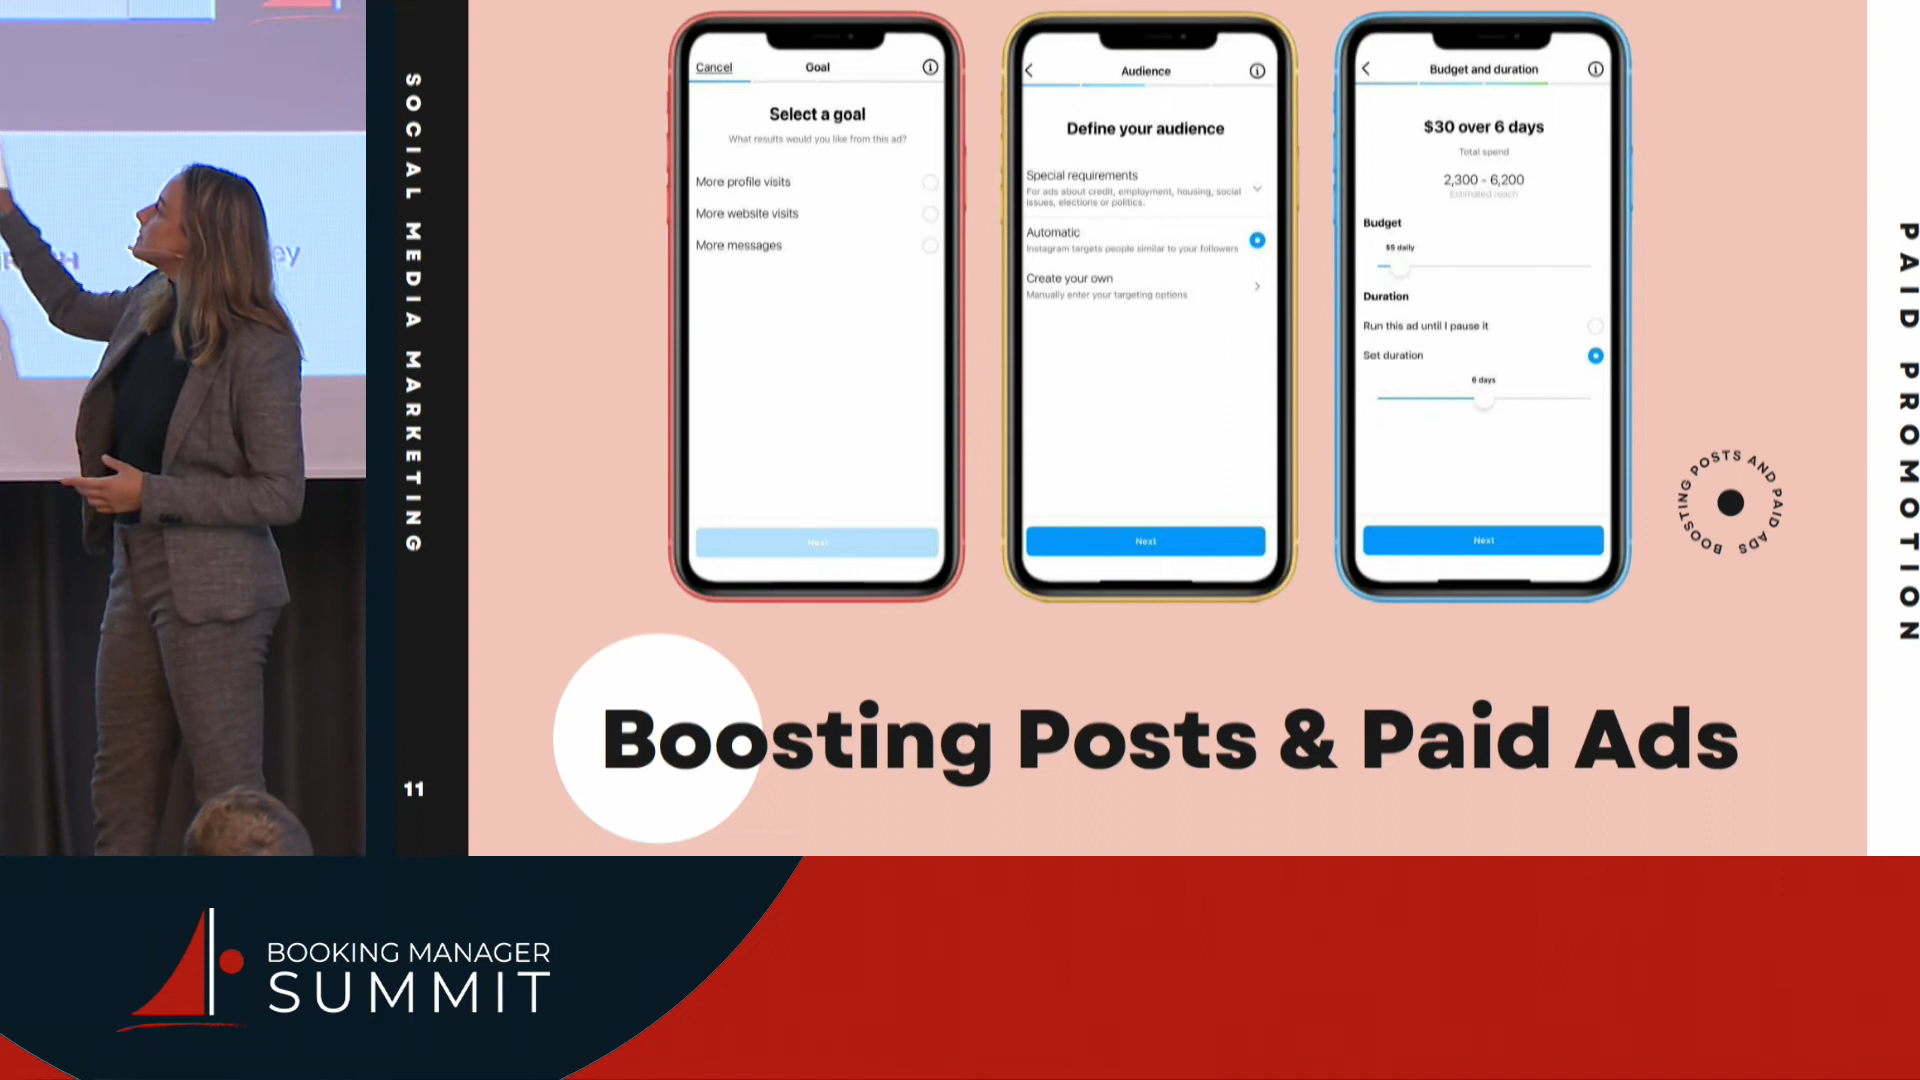 SOCIAL MEDIA MARKETING
11
Cancel
Goal
Select a goal
What results would you like from this ad?
More profile visits
More website visits
More messages
Next
Audience
Define your audience
Special requirements
For ads about credit, employment, housing, social
issues, elections or politics.
Automatic
Instagram targets people similar to your followers
Create your own
Manually enter your targeting options
Next
Budget and duration
$30 over 6 days
Total spend
2,300 - 6,200
Estimated reach
Budget
$5 daily
Duration
Run this ad until I pause it
Set duration
6 days
Next
BOOSTING POSTS AND PAID ADS
PAID PROMOTION
Boosting Posts & Paid Ads
BOOKING MANAGER
SUMMIT